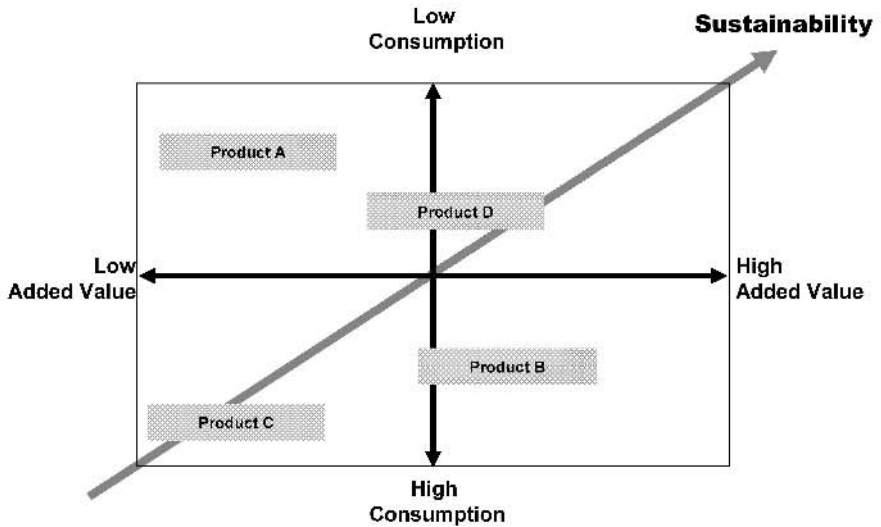 Low
Consumption
Sustainability
Product A
Product D
Low
Added Value
High
Added Value
Product B
Product C
High
Consumption